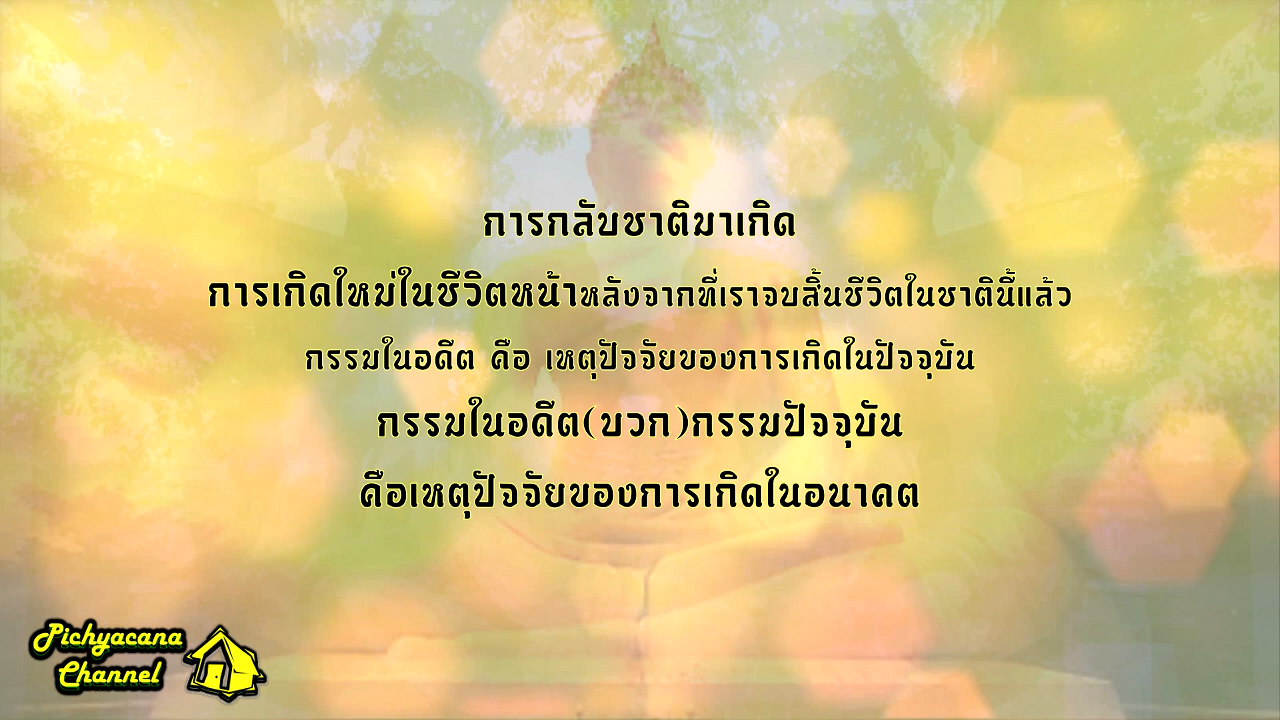 การกลับชาติมาเกิด
การเกิดใหม่ในชีวิตหน้าหลังจากที่เราจบสิ้นชีวิตในชาตินี้แล้ว
กรรมในอดีต คือ เหตุปัจจัยของการเกิดในปัจจุบัน
กรรมในอดีต(บวก)กรรมปัจจุบัน
คือเหตุปัจจัยของการเกิดในอนาคต
Pichyacana
Channel